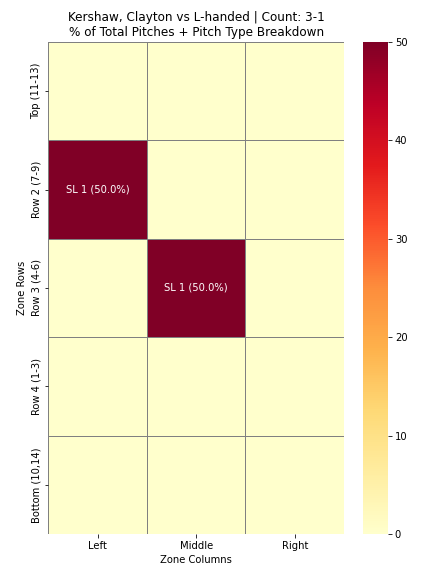 Kershaw, Clayton vs L-handed | Count: 3-1
% of Total Pitches + Pitch Type Breakdown
Zone Rows
Top (11-13)
Row 2 (7-9)
Row 3 (4-6)
Row 4 (1-3)
Bottom (10,14)
SL 1 (50.0%)
SL 1 (50.0%)
Left
Middle
Right
Zone Columns
50
40
30
20
10
0